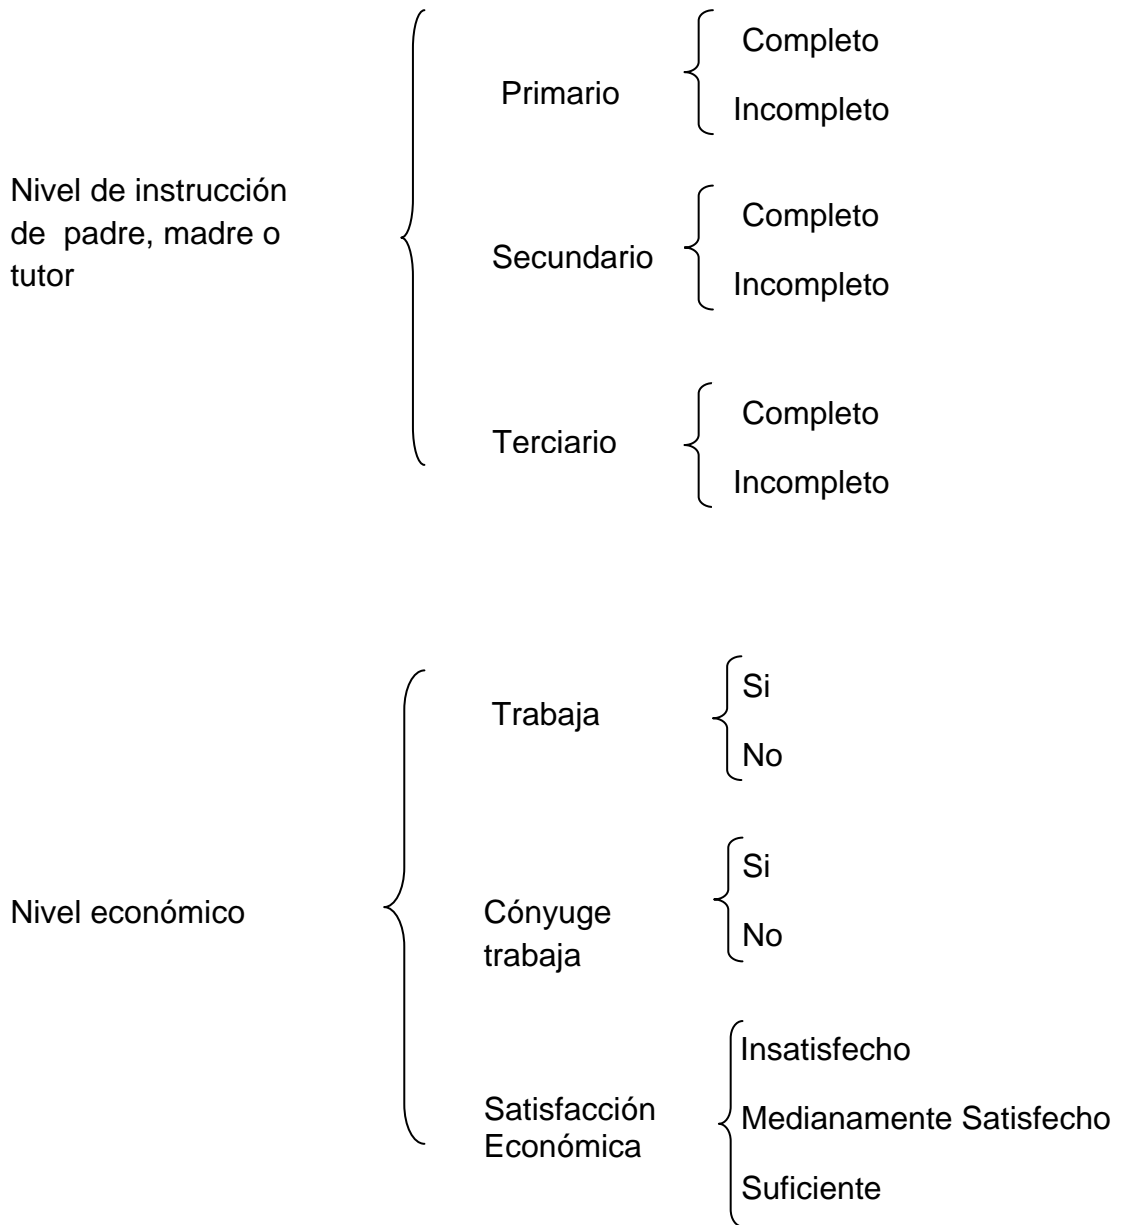 Nivel de instrucción
de padre, madre o
tutor
Primario
Completo
Incompleto
Secundario
Completo
Incompleto
Terciario
Completo
Incompleto
Nivel económico
Trabaja
Si
No
Cónyuge
trabaja
Si
No
Satisfacción
Económica
Insatisfecho
Medianamente Satisfecho
Suficiente